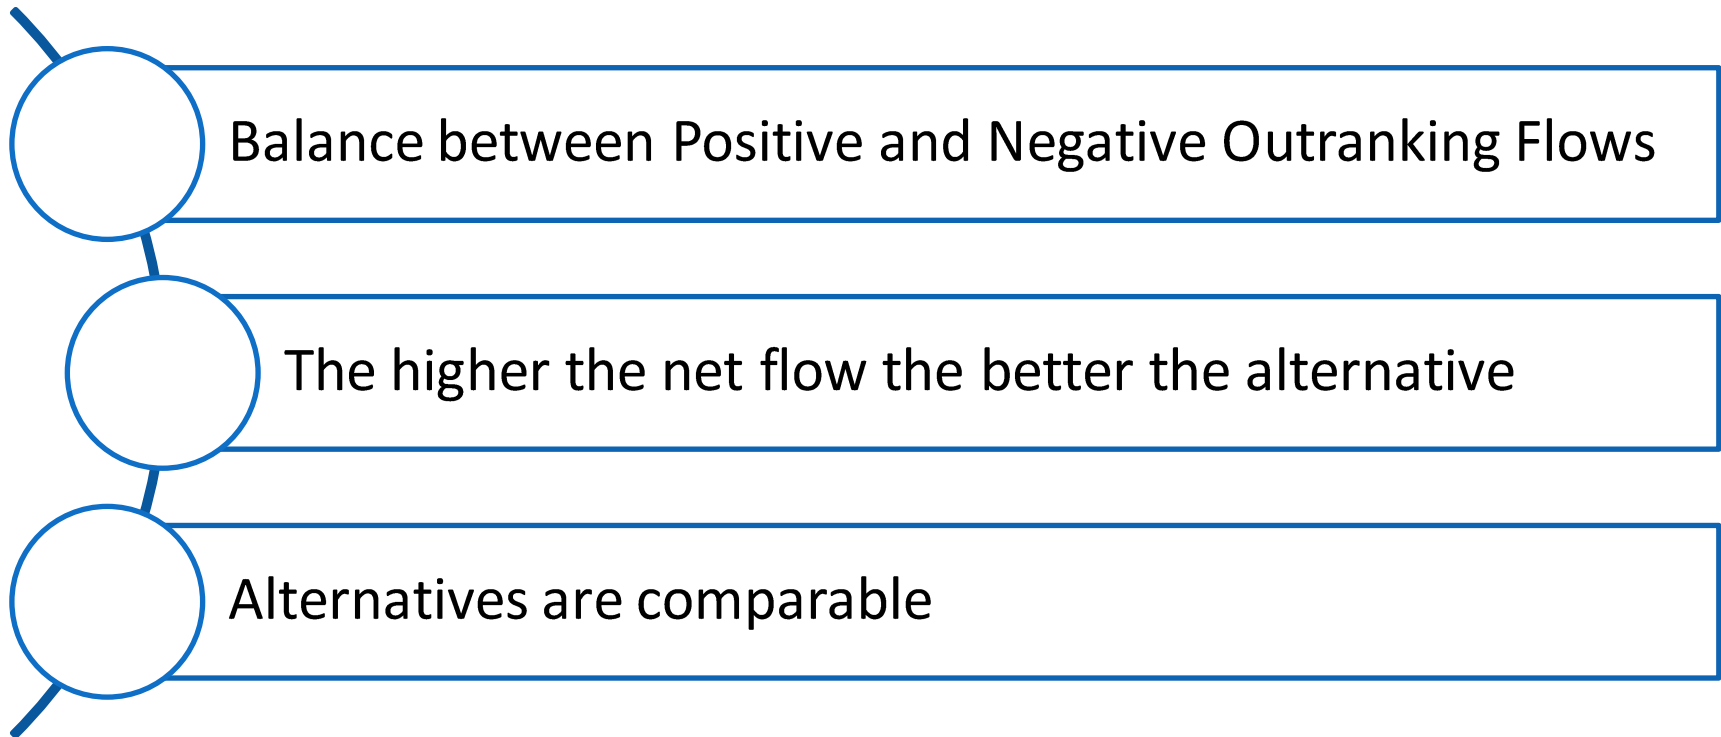 Balance between Positive and Negative Outranking Flows
The higher the net flow the better the alternative
Alternatives are comparable